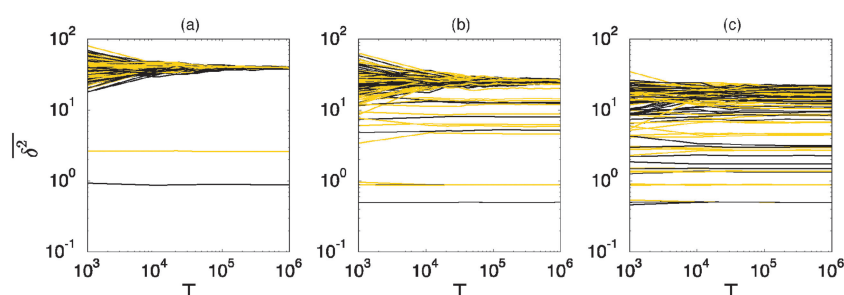 (a) (b) (c)
10² 10² 10²
10¹ 10¹ 10¹
δ²
10⁰ 10⁰ 10⁰
10⁻¹ 10⁻¹ 10⁻¹
10³ 10⁴ 10⁵ 10⁶ 10³ 10⁴ 10⁵ 10⁶ 10³ 10⁴ 10⁵ 10⁶
T T T